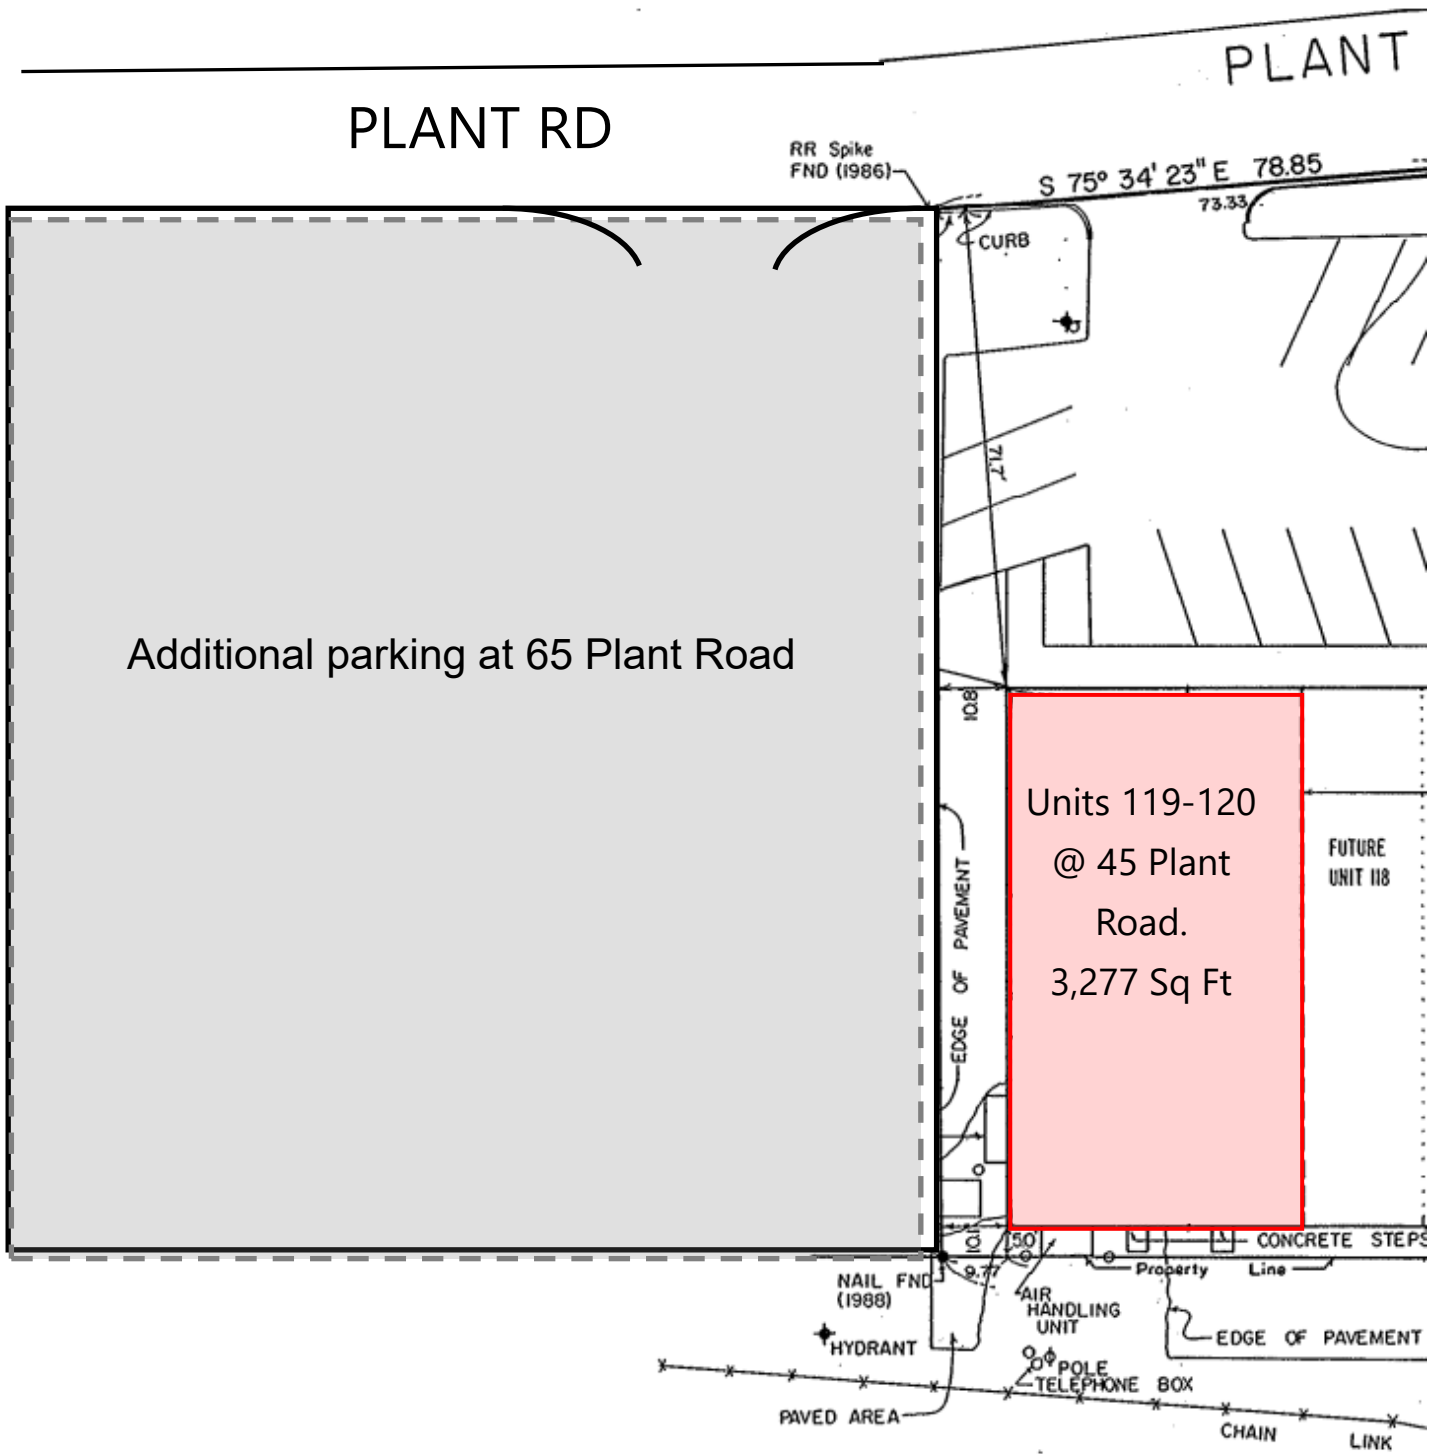 PLANT
PLANT RD
RR Spike
FND (1986)
S 75° 34' 23" E 78.85
73.33
CURB
71.7'
Additional parking at 65 Plant Road
10.8
Units 119-120
@ 45 Plant
Road.
3,277 Sq Ft
FUTURE
UNIT 118
EDGE OF PAVEMENT
10.1
5.0'
CONCRETE STEPS
9.77
Property Line
NAIL FND
(1988)
AIR
HANDLING
UNIT
EDGE OF PAVEMENT
HYDRANT
POLE
TELEPHONE BOX
PAVED AREA
CHAIN LINK